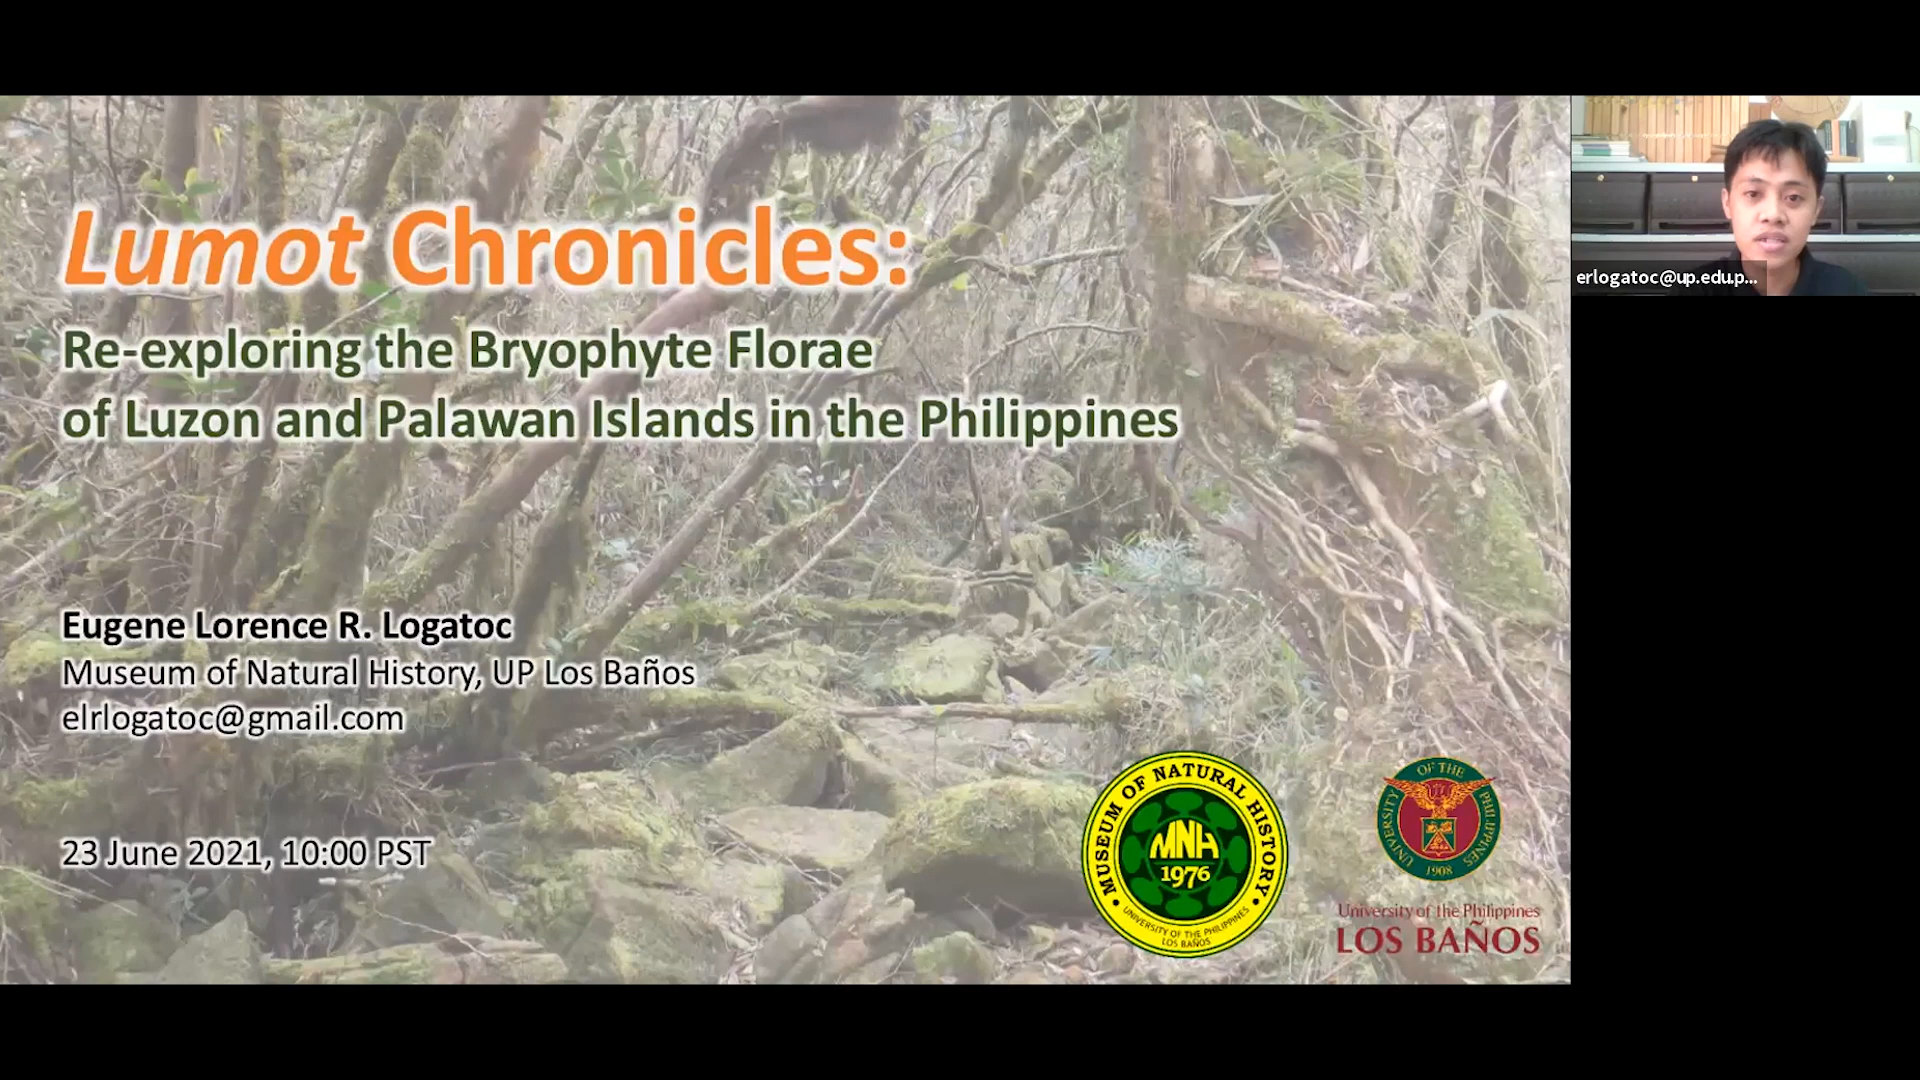 Lumot Chronicles:
Re-exploring the Bryophyte Florae
of Luzon and Palawan Islands in the Philippines
Eugene Lorence R. Logatoc
Museum of Natural History, UP Los Baños
elrlogatoc@gmail.com
23 June 2021, 10:00 PST
MUSEUM OF NATURAL HISTORY
MNH
1976
UNIVERSITY OF THE PHILIPPINES
LOS BAÑOS
UNIVERSITY OF THE PHILIPPINES
UP
1908
University of the Philippines
LOS BAÑOS
erlogatoc@up.edu.p...